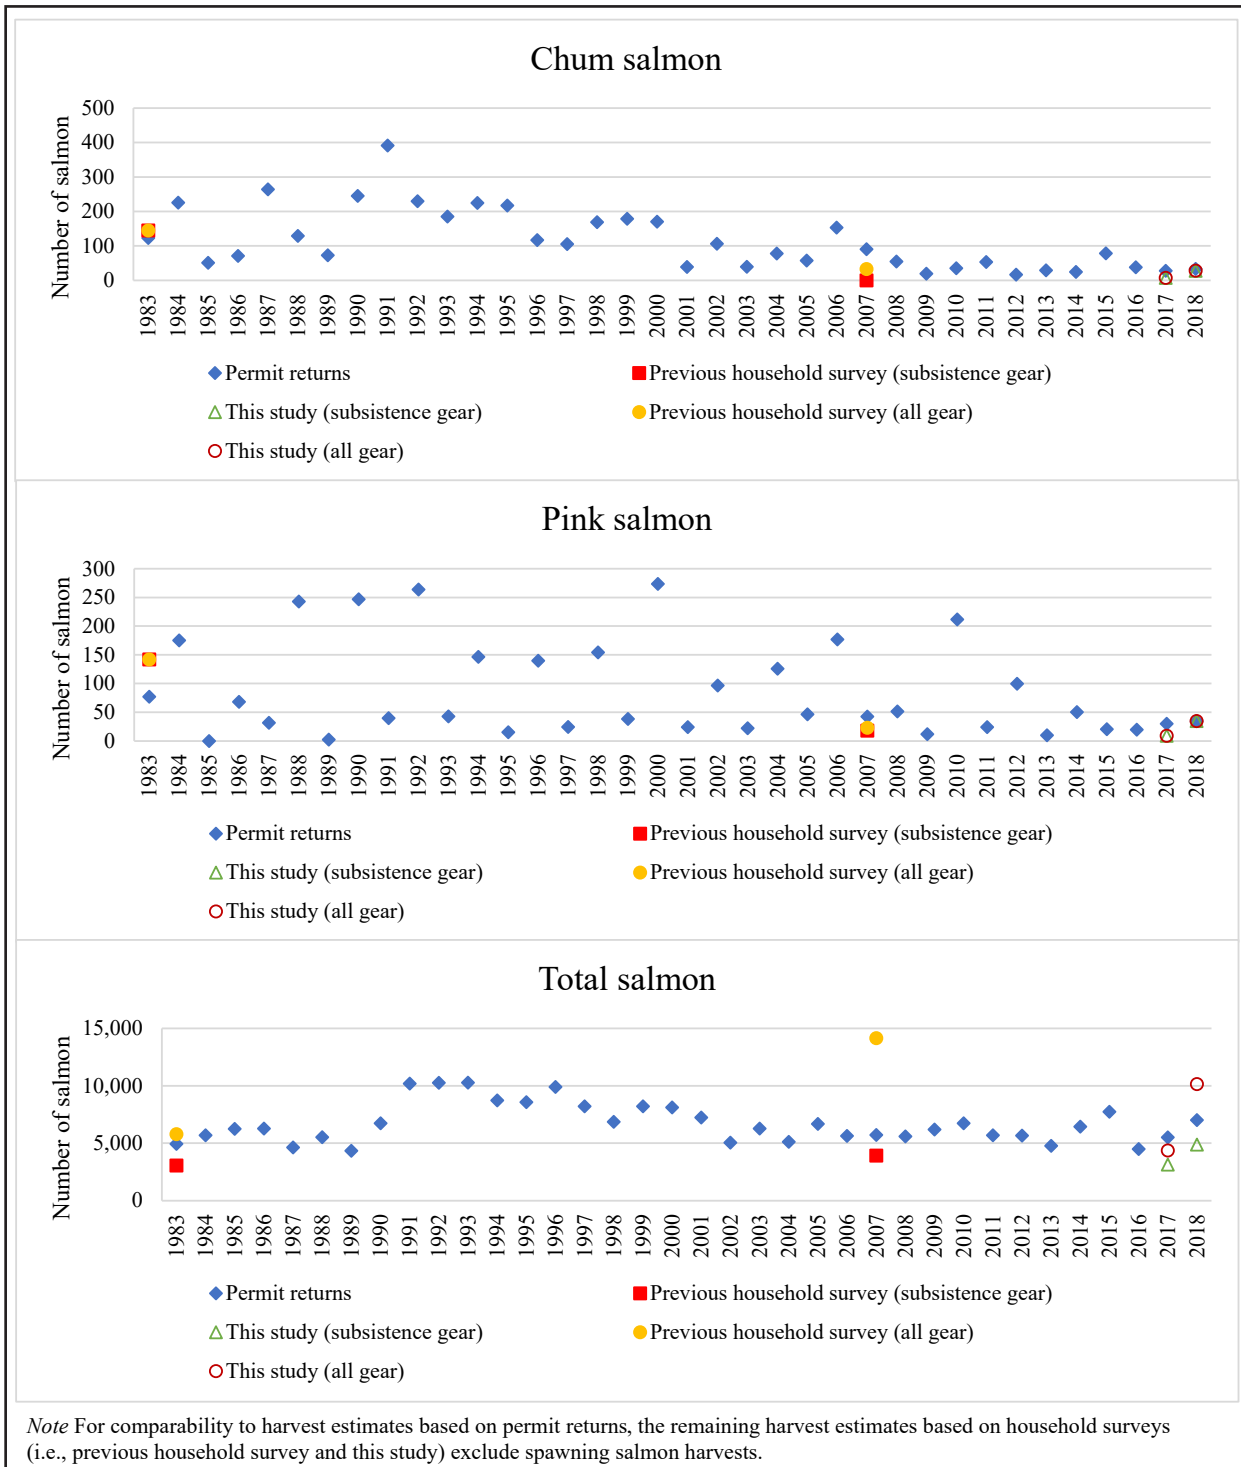 Chum salmon
Number of salmon
500
400
300
200
100
0
1983 1984 1985 1986 1987 1988 1989 1990 1991 1992 1993 1994 1995 1996 1997 1998 1999 2000 2001 2002 2003 2004 2005 2006 2007 2008 2009 2010 2011 2012 2013 2014 2015 2016 2017 2018
Permit returns
Previous household survey (subsistence gear)
This study (subsistence gear)
Previous household survey (all gear)
This study (all gear)
Pink salmon
Number of salmon
300
250
200
150
100
50
0
1983 1984 1985 1986 1987 1988 1989 1990 1991 1992 1993 1994 1995 1996 1997 1998 1999 2000 2001 2002 2003 2004 2005 2006 2007 2008 2009 2010 2011 2012 2013 2014 2015 2016 2017 2018
Permit returns
Previous household survey (subsistence gear)
This study (subsistence gear)
Previous household survey (all gear)
This study (all gear)
Total salmon
Number of salmon
15,000
10,000
5,000
0
1983 1984 1985 1986 1987 1988 1989 1990 1991 1992 1993 1994 1995 1996 1997 1998 1999 2000 2001 2002 2003 2004 2005 2006 2007 2008 2009 2010 2011 2012 2013 2014 2015 2016 2017 2018
Permit returns
Previous household survey (subsistence gear)
This study (subsistence gear)
Previous household survey (all gear)
This study (all gear)
Note For comparability to harvest estimates based on permit returns, the remaining harvest estimates based on household surveys
(i.e., previous household survey and this study) exclude spawning salmon harvests.